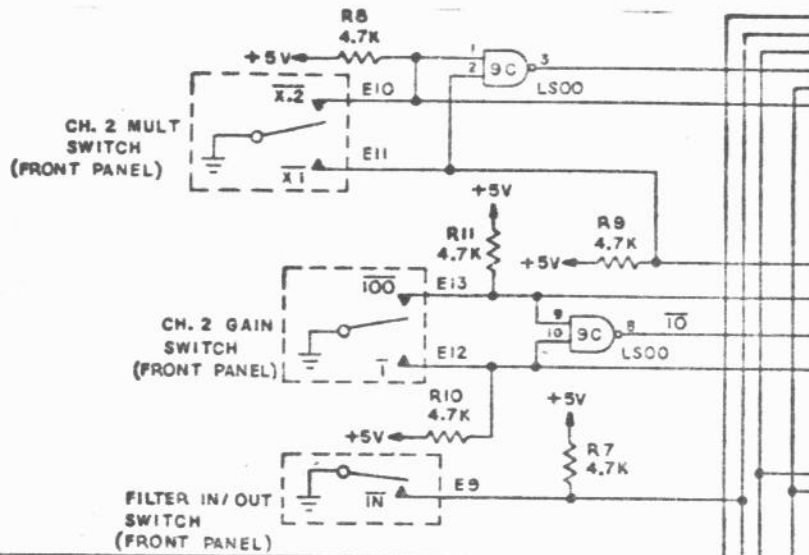 R8
4.7K
+5V
X.2
E10
1
2
9C
3
LS00
CH. 2 MULT
SWITCH
(FRONT PANEL)
E11
X1
+5V
R11
4.7K
R9
4.7K
+5V
100
E13
CH. 2 GAIN
SWITCH
(FRONT PANEL)
9
10
9C
8
10
LS00
1
E12
R10
4.7K
+5V
+5V
R7
4.7K
FILTER IN/OUT
SWITCH
(FRONT PANEL)
IN
E9